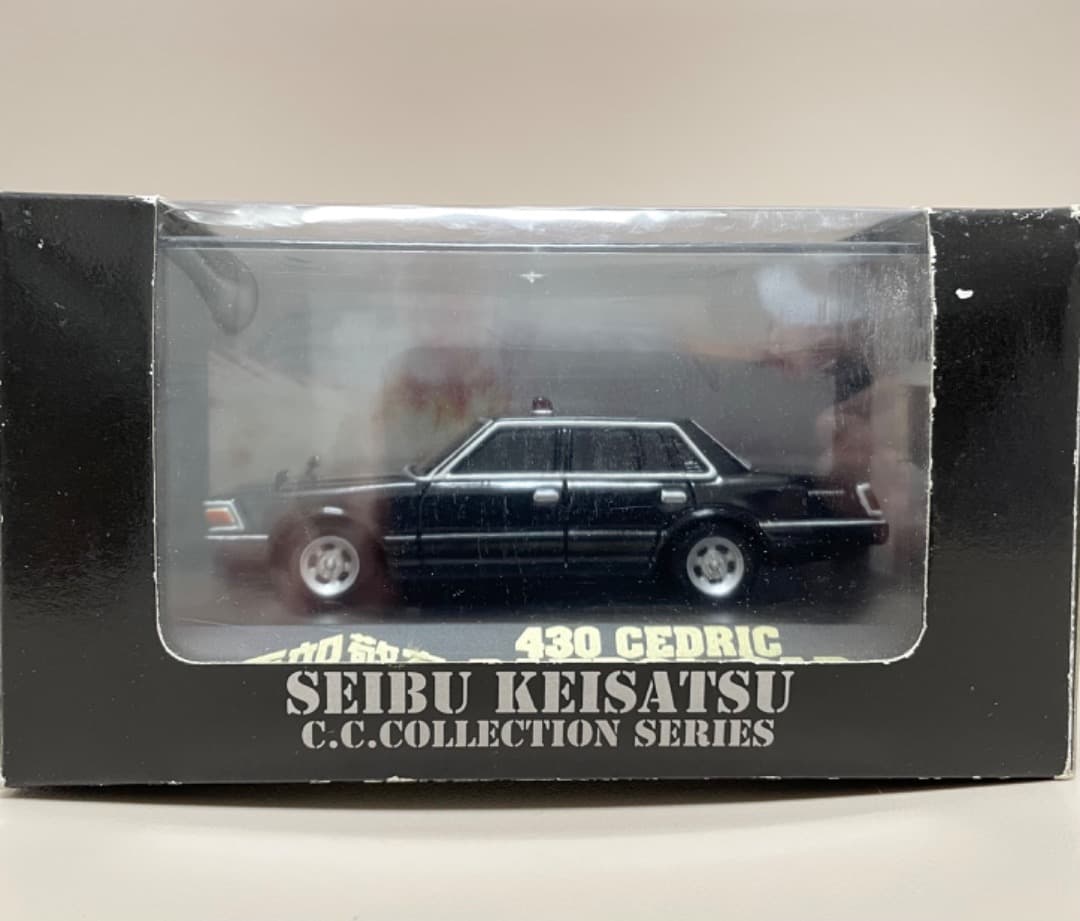 430 CEDRIC
SEIBU KEISATSU
C.C.COLLECTION SERIES